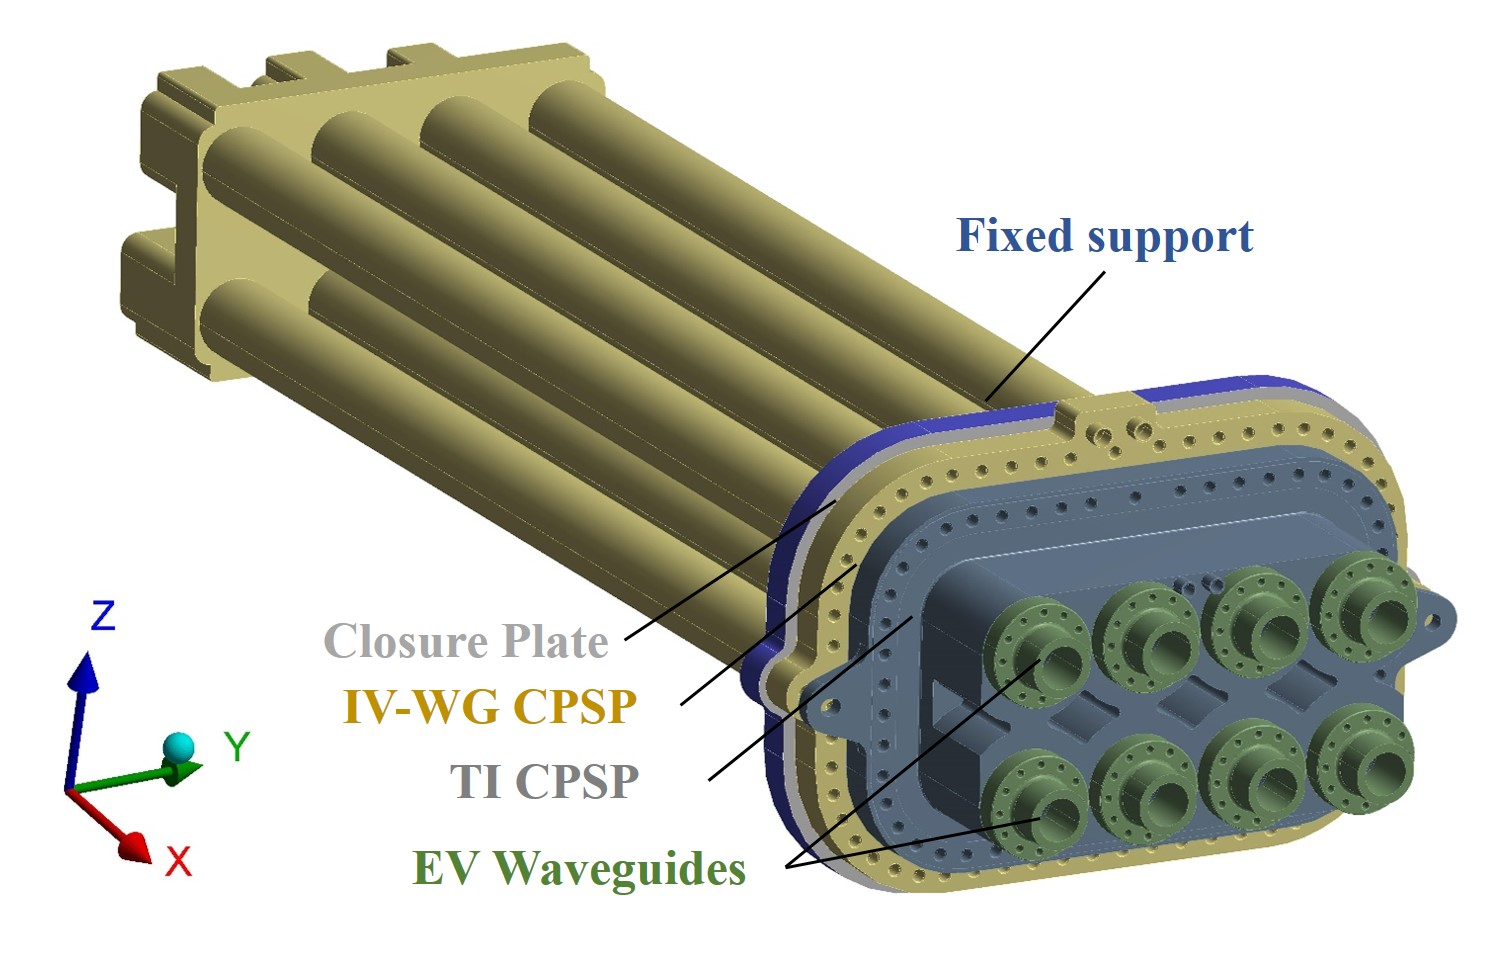 Fixed support
Closure Plate
IV-WG CPSP
TI CPSP
EV Waveguides
Z
Y
X